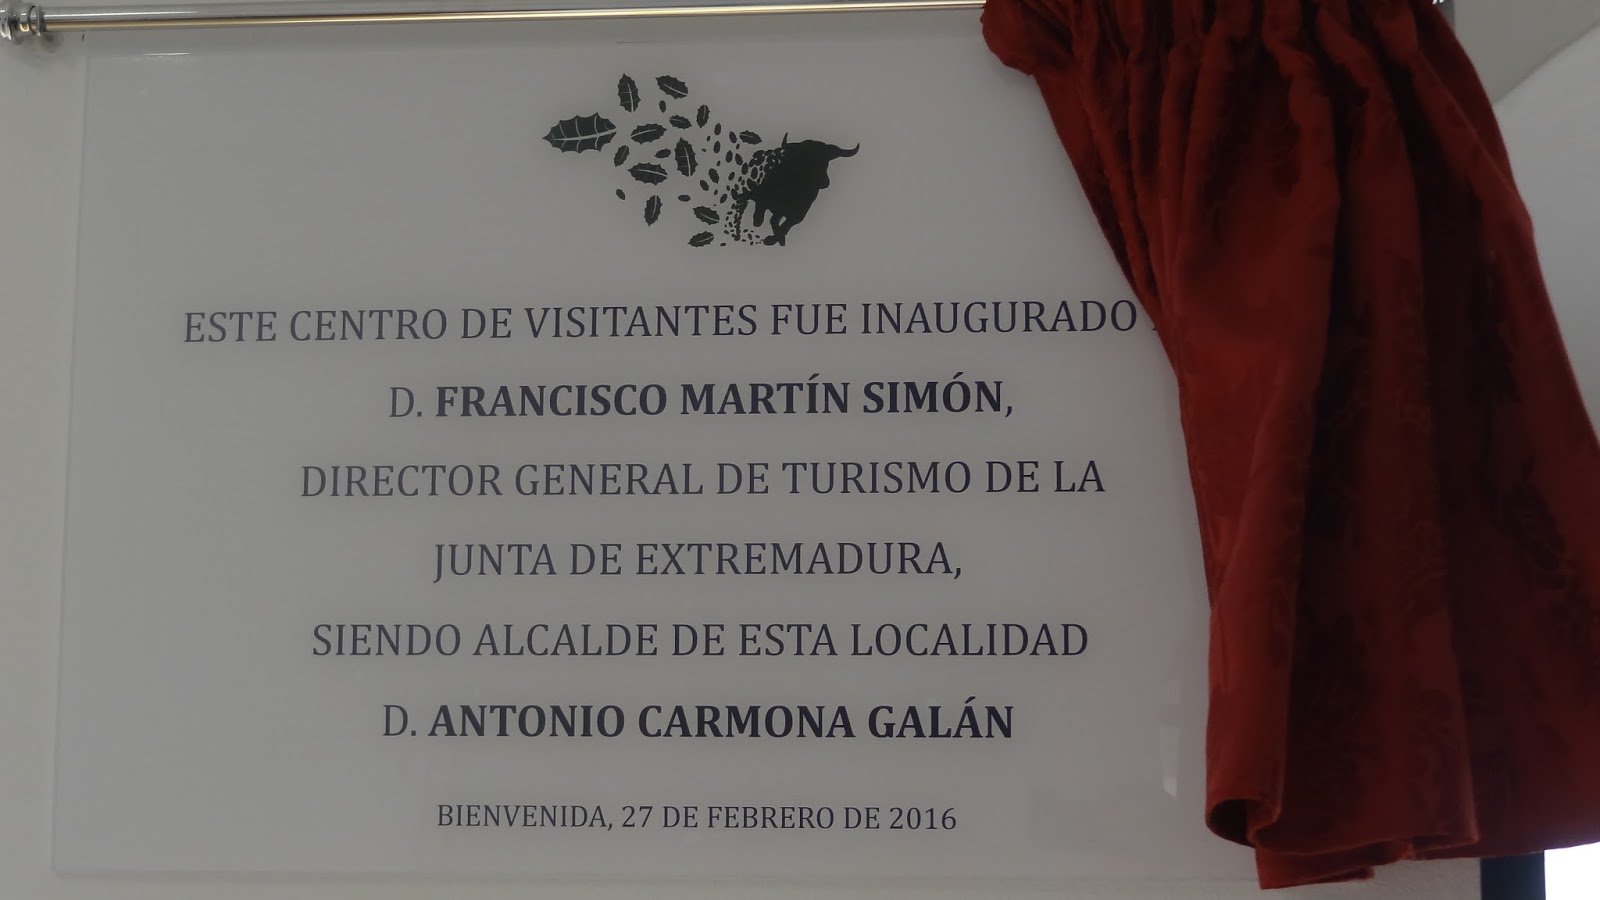 ESTE CENTRO DE VISITANTES FUE INAUGURADO
D. FRANCISCO MARTÍN SIMÓN,
DIRECTOR GENERAL DE TURISMO DE LA
JUNTA DE EXTREMADURA,
SIENDO ALCALDE DE ESTA LOCALIDAD
D. ANTONIO CARMONA GALÁN
BIENVENIDA, 27 DE FEBRERO DE 2016